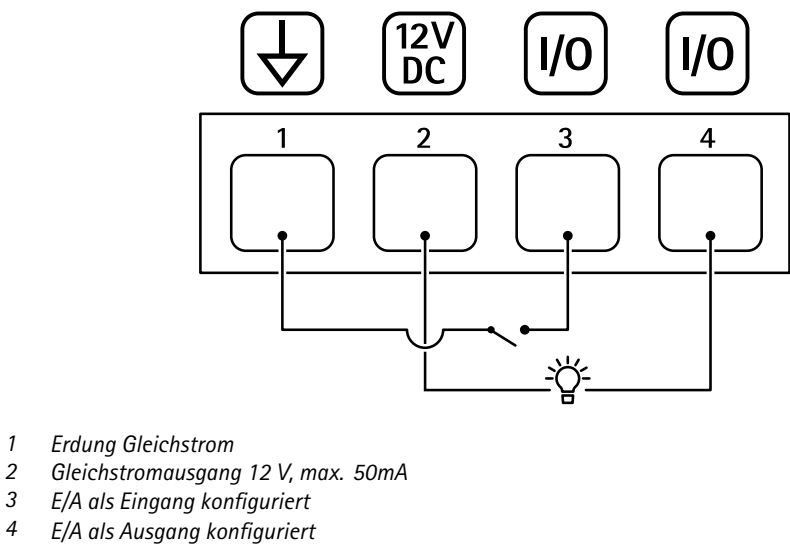 12V
DC
I/O
I/O
1
2
3
4
1 Erdung Gleichstrom
2 Gleichstromausgang 12 V, max. 50mA
3 E/A als Eingang konfiguriert
4 E/A als Ausgang konfiguriert